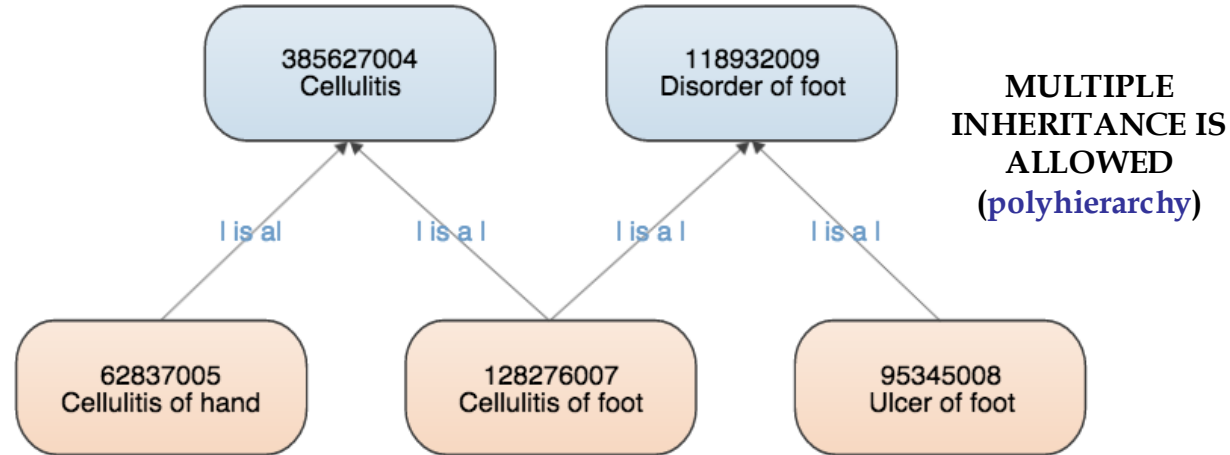 385627004
Cellulitis
118932009
Disorder of foot
MULTIPLE
INHERITANCE IS
ALLOWED
(polyhierarchy)
| is a|
| is a |
| is a |
| is a |
62837005
Cellulitis of hand
128276007
Cellulitis of foot
95345008
Ulcer of foot